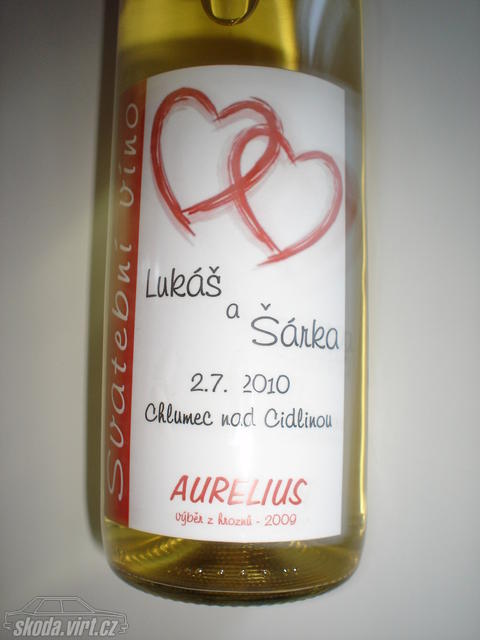 Svatební víno
Lukáš
a
Šárka
2.7. 2010
Chlumec nad Cidlinou
AURELIUS
výběr z hroznů - 2009
skoda.virt.cz